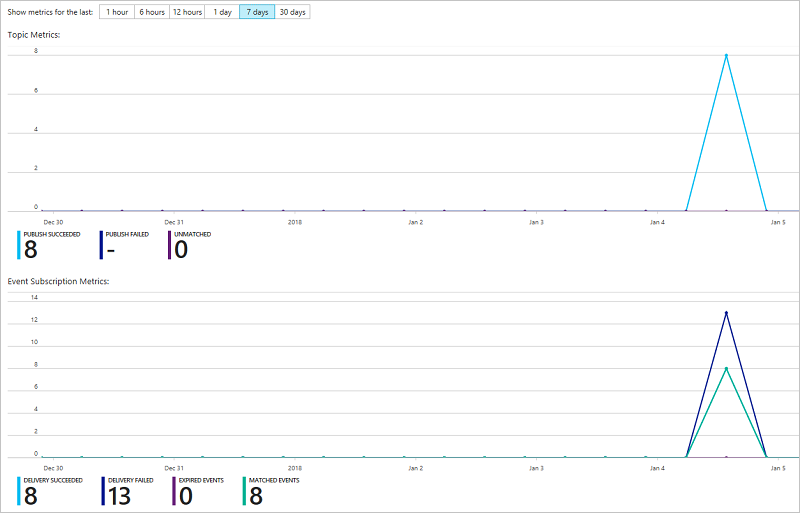 Show metrics for the last: 1 hour 6 hours 12 hours 1 day 7 days 30 days
Topic Metrics:
8
6
4
2
0
Dec 30 Dec 31 2018 Jan 2 Jan 3 Jan 4 Jan 5
PUBLISH SUCCEEDED PUBLISH FAILED UNMATCHED
8 - 0
Event Subscription Metrics:
14
12
10
8
6
4
2
0
Dec 30 Dec 31 2018 Jan 2 Jan 3 Jan 4 Jan 5
DELIVERY SUCCEEDED DELIVERY FAILED EXPIRED EVENTS MATCHED EVENTS
8 13 0 8